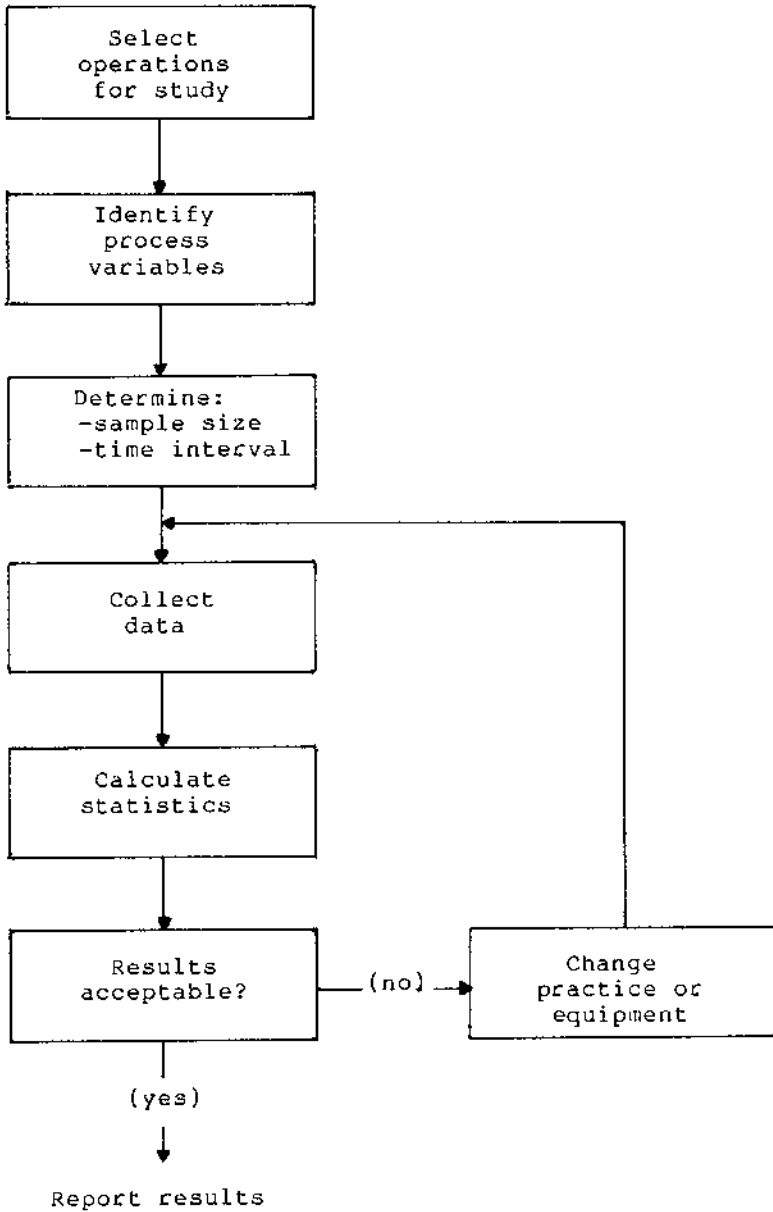 Select
operations
for study
Identify
process
variables
Determine:
-sample size
-time interval
Collect
data
Calculate
statistics
Results
acceptable?
(no)
Change
practice or
equipment
(yes)
Report results